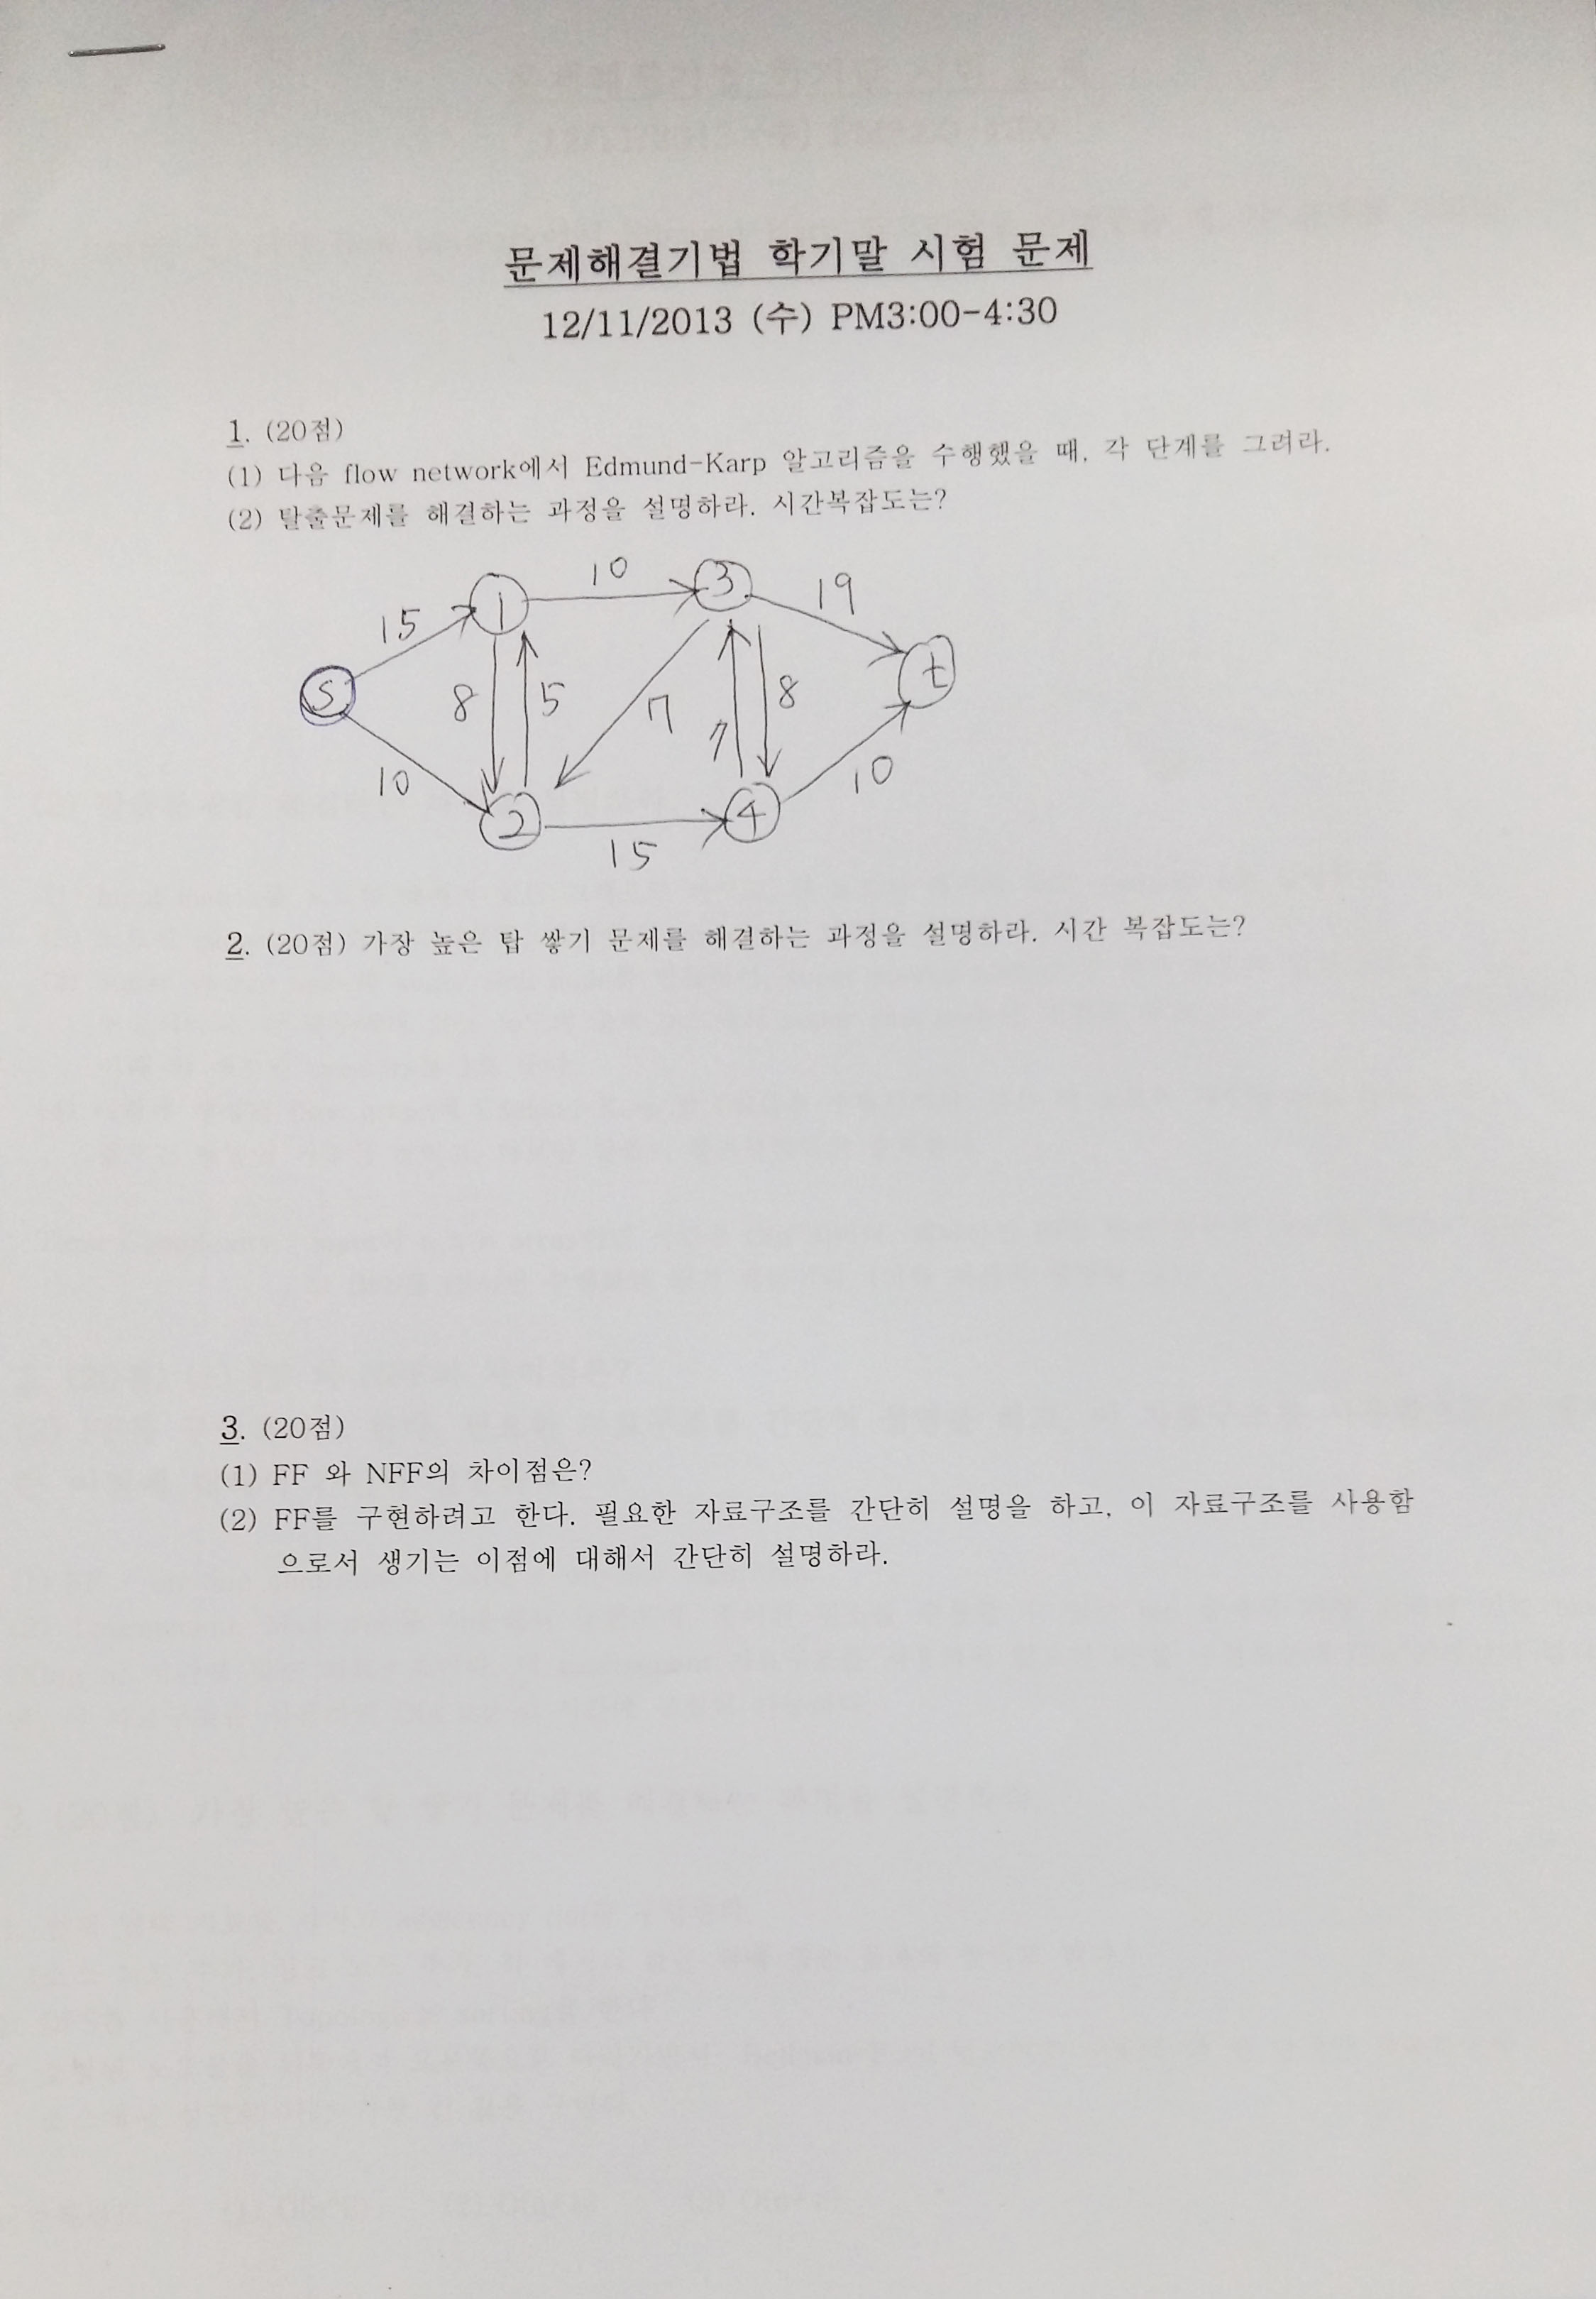 문제해결기법 학기말 시험 문제
12/11/2013 (수) PM3:00-4:30
1. (20점)
(1) 다음 flow network에서 Edmund-Karp 알고리즘을 수행했을 때, 각 단계를 그려라.
(2) 탈출문제를 해결하는 과정을 설명하라. 시간복잡도는?
10
1
3
19
15
S
8
5
7
7
8
t
10
2
4
10
15
2. (20점) 가장 높은 탑 쌓기 문제를 해결하는 과정을 설명하라. 시간 복잡도는?
3. (20점)
(1) FF 와 NFF의 차이점은?
(2) FF를 구현하려고 한다. 필요한 자료구조를 간단히 설명을 하고, 이 자료구조를 사용함
으로서 생기는 이점에 대해서 간단히 설명하라.